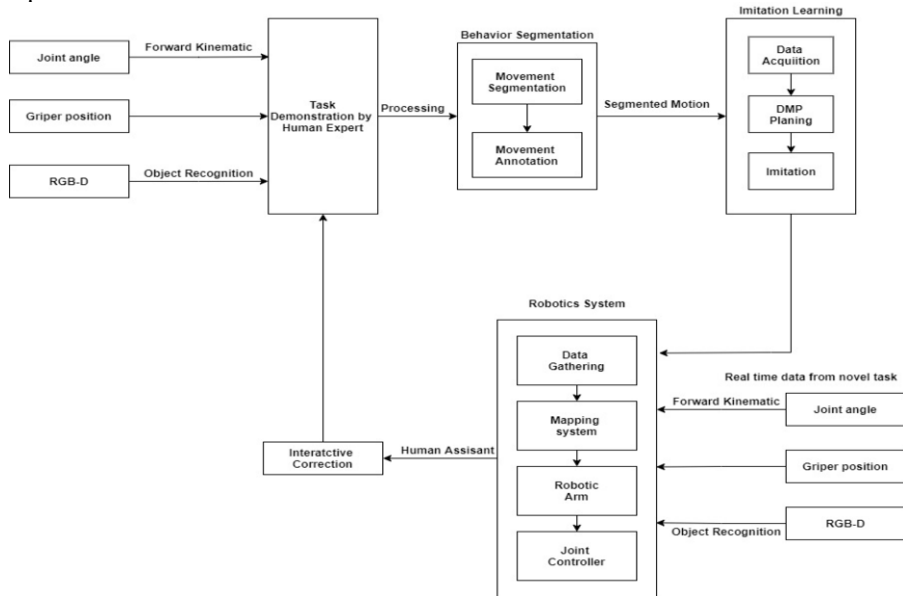 Joint angle
Forward Kinematic
Griper position
RGB-D
Object Recognition
Task
Demonstration by
Human Expert
Processing
Behavior Segmentation
Movement
Segmentation
Movement
Annotation
Segmented Motion
Imitation Learning
Data
Acquiition
DMP
Planing
Imitation
Robotics System
Data
Gathering
Mapping
system
Robotic
Arm
Joint
Controller
Real time data from novel task
Forward Kinematic
Joint angle
Griper position
Object Recognition
RGB-D
Human Assisant
Interatctive
Correction